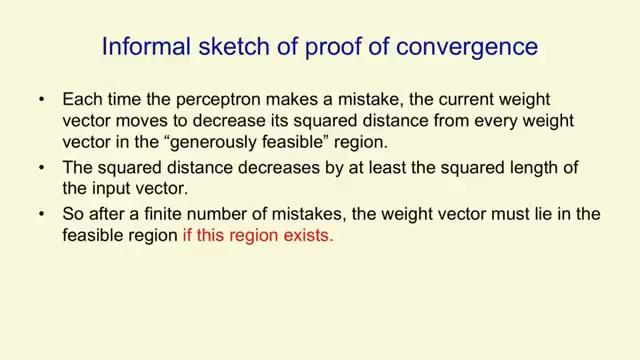 Informal sketch of proof of convergence
• Each time the perceptron makes a mistake, the current weight
vector moves to decrease its squared distance from every weight
vector in the “generously feasible” region.
• The squared distance decreases by at least the squared length of
the input vector.
• So after a finite number of mistakes, the weight vector must lie in the
feasible region if this region exists.